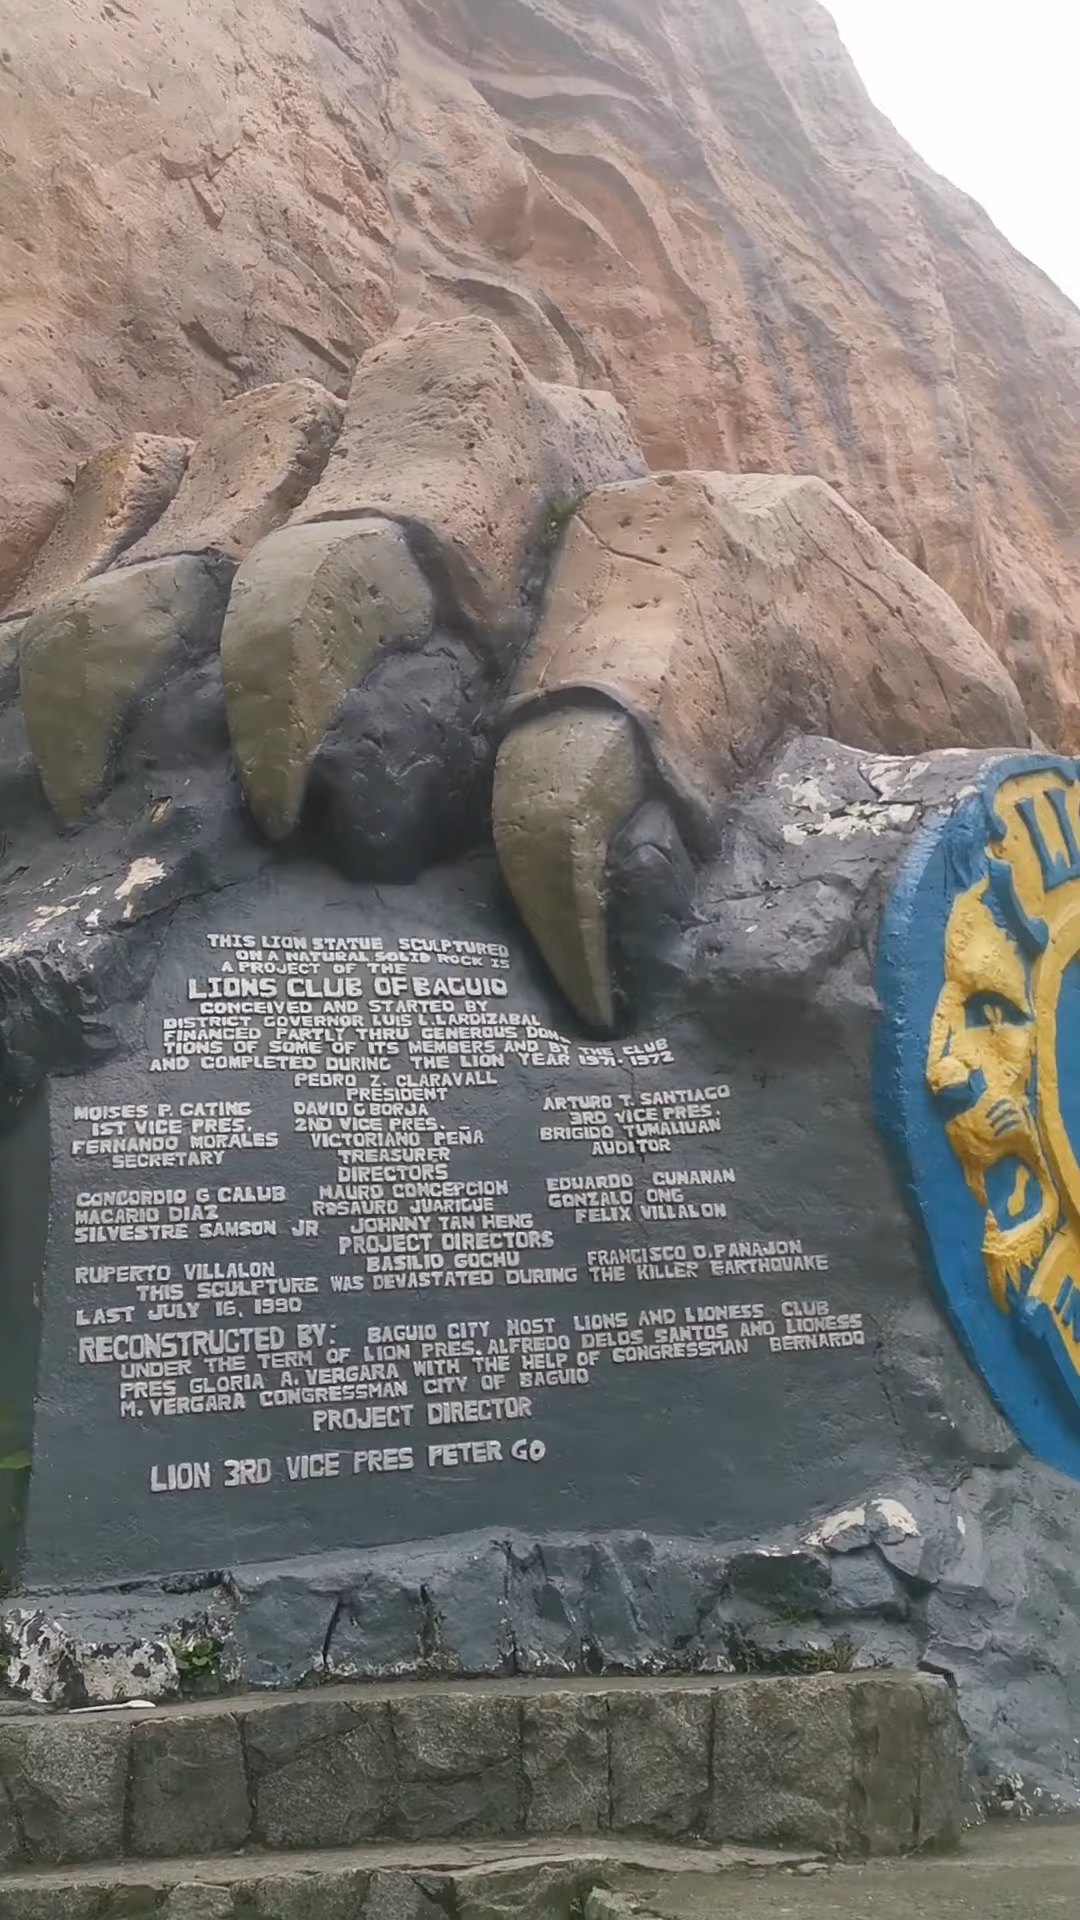 THIS LION STATUE SCULPTURED
ON A NATURAL SOLID ROCK IS
A PROJECT OF THE
LIONS CLUB OF BAGUIO
CONCEIVED AND STARTED BY
DISTRICT GOVERNOR LUIS L. LARDIZABAL
FINANCED PARTLY THRU GENEROUS DON
TIONS OF SOME OF ITS MEMBERS AND BY THE CLUB
AND COMPLETED DURING THE LION YEAR 1971-1972
PEDRO Z. CLARAVALL
PRESIDENT
MOISES P. CATING DAVID G BORJA ARTURO T. SANTIAGO
1ST VICE PRES. 2ND VICE PRES. 3RD VICE PRES.
FERNANDO MORALES VICTORIANO PEÑA BRIGIDO TUMALIUAN
SECRETARY TREASURER AUDITOR
DIRECTORS
CONCORDIO G CALUB MAURO CONCEPCION EDUARDO CUNANAN
MACARIO DIAZ ROSAURO JUARIGUE GONZALO ONG
SILVESTRE SAMSON JR JOHNNY TAN HENG FELIX VILLALON
PROJECT DIRECTORS
RUPERTO VILLALON BASILIO GOCHU FRANCISCO O. PANAJON
THIS SCULPTURE WAS DEVASTATED DURING THE KILLER EARTHQUAKE
LAST JULY 16, 1990
RECONSTRUCTED BY: BAGUIO CITY HOST LIONS AND LIONESS CLUB
UNDER THE TERM OF LION PRES. ALFREDO DELOS SANTOS AND LIONESS
PRES GLORIA A. VERGARA WITH THE HELP OF CONGRESSMAN BERNARDO
M. VERGARA CONGRESSMAN CITY OF BAGUIO
PROJECT DIRECTOR
LION 3RD VICE PRES PETER GO